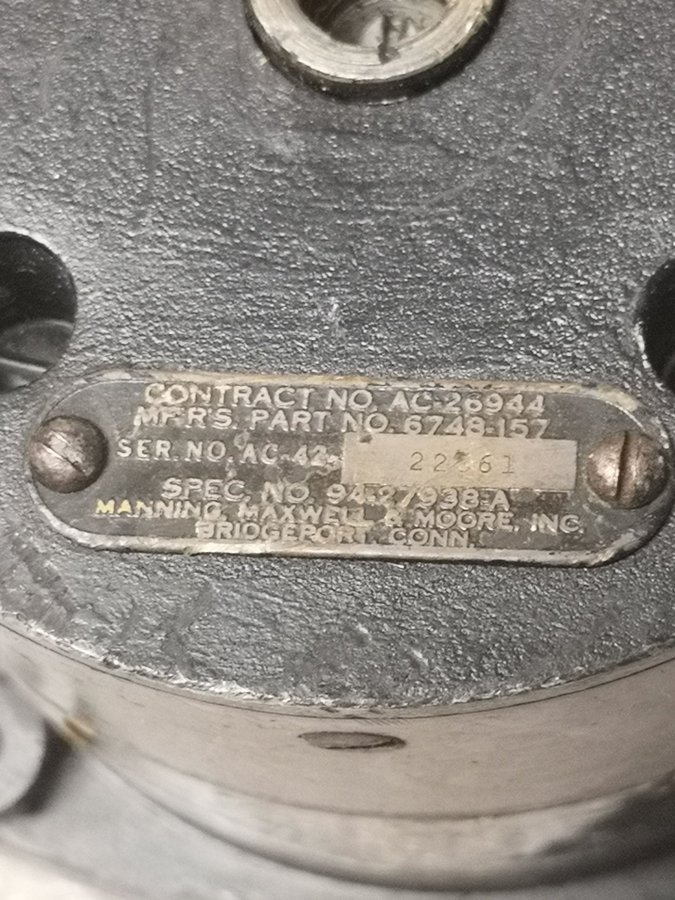 CONTRACT NO. AC-26944
MFR'S. PART NO. 6748-157
SER. NO. AC-42- 22361
SPEC. NO. 94-27938-A
MANNING, MAXWELL & MOORE, INC.
BRIDGEPORT, CONN.